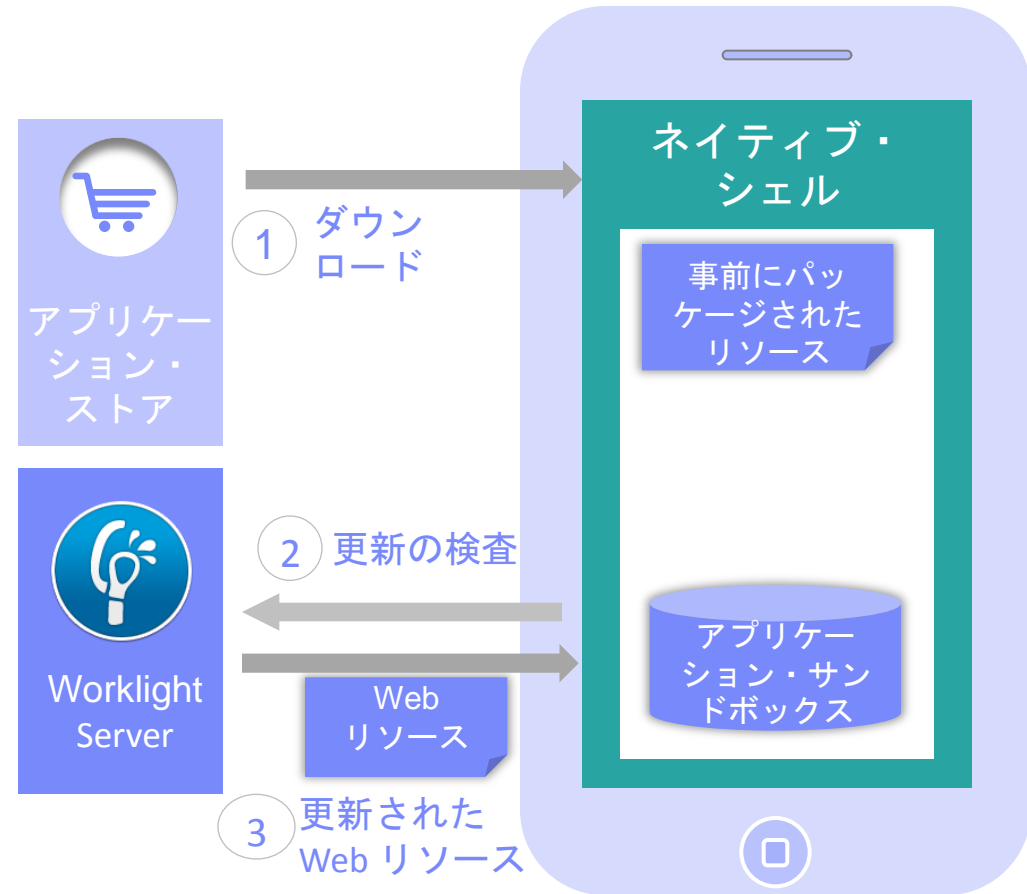 ネイティブ・
シェル
1
ダウン
ロード
事前にパッ
ケージされた
リソース
アプリケー
ション・
ストア
2
更新の検査
アプリケー
ション・サン
ドボックス
Worklight
Server
Web
リソース
3
更新された
Web リソース